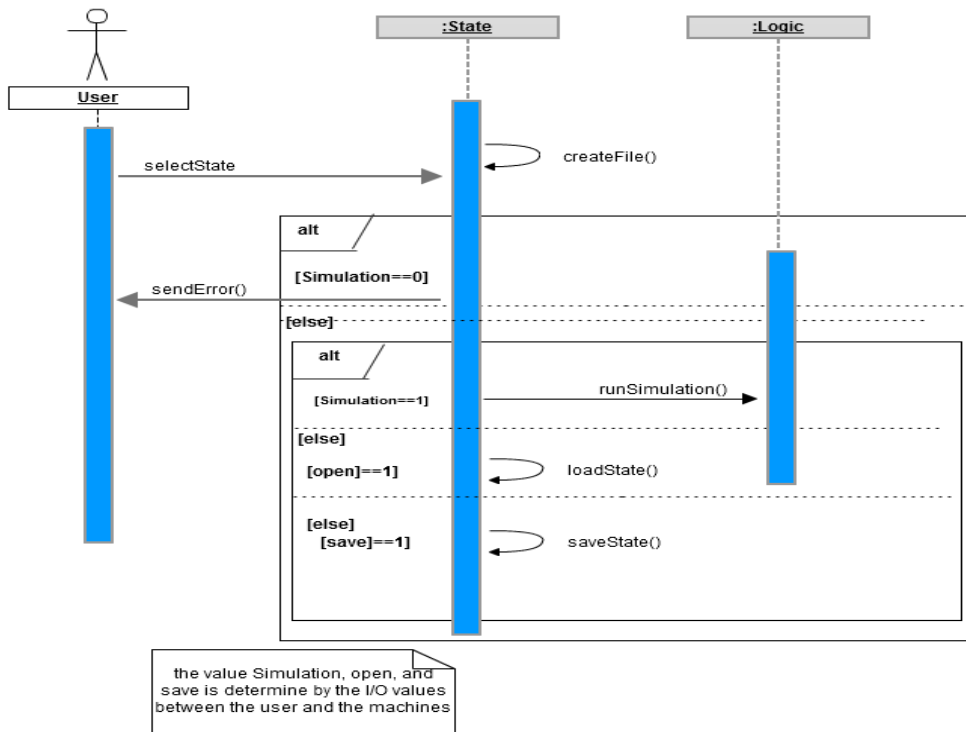 :State
:Logic
User
createFile()
selectState
alt
[Simulation==0]
sendError()
[else]
alt
runSimulation()
[Simulation==1]
[else]
[open]==1]
loadState()
[else]
[save]==1]
saveState()
the value Simulation, open, and
save is determine by the I/O values
between the user and the machines